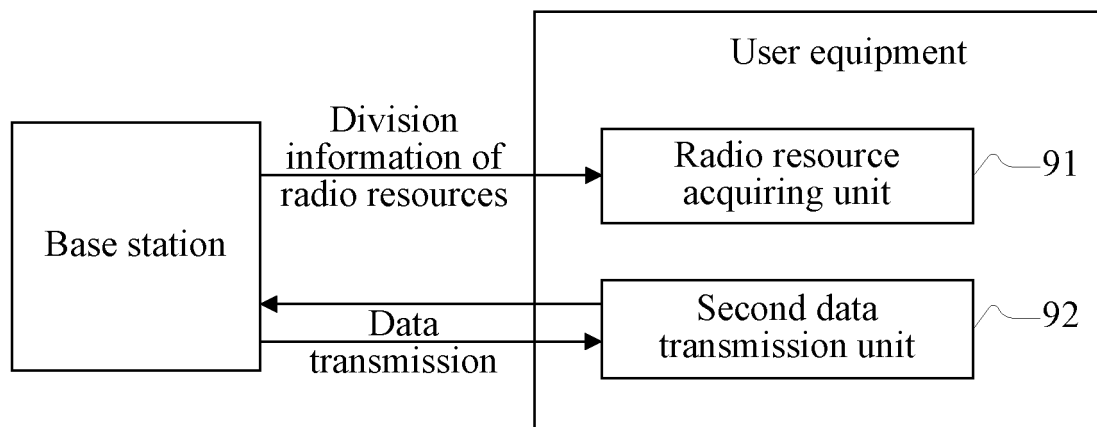 User equipment
Division
information of
radio resources
Radio resource
acquiring unit
91
Base station
Data
transmission
Second data
transmission unit
92